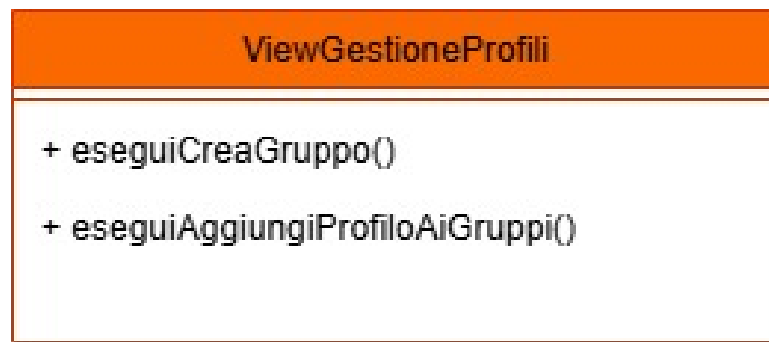 ViewGestioneProfili
+ eseguiCreaGruppo()
+ eseguiAggiungiProfiloAiGruppi()